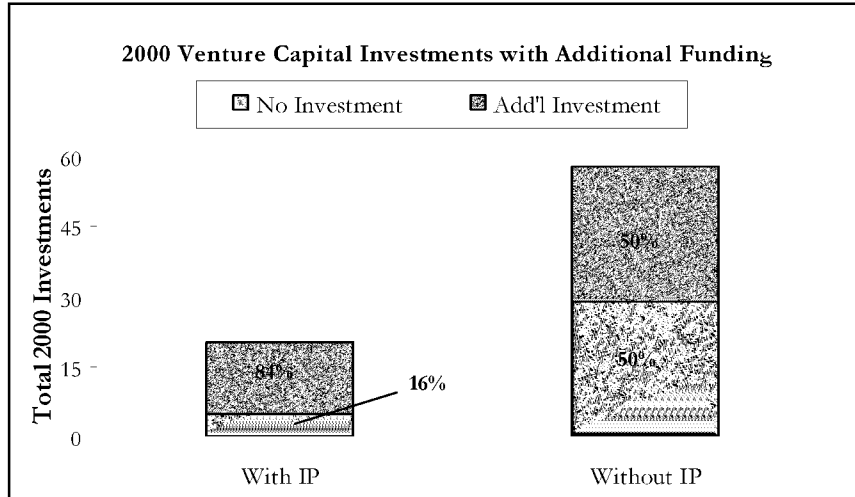 2000 Venture Capital Investments with Additional Funding
No Investment Add'l Investment
Total 2000 Investments
60
45
30
15
0
50%
50%
84%
16%
With IP Without IP